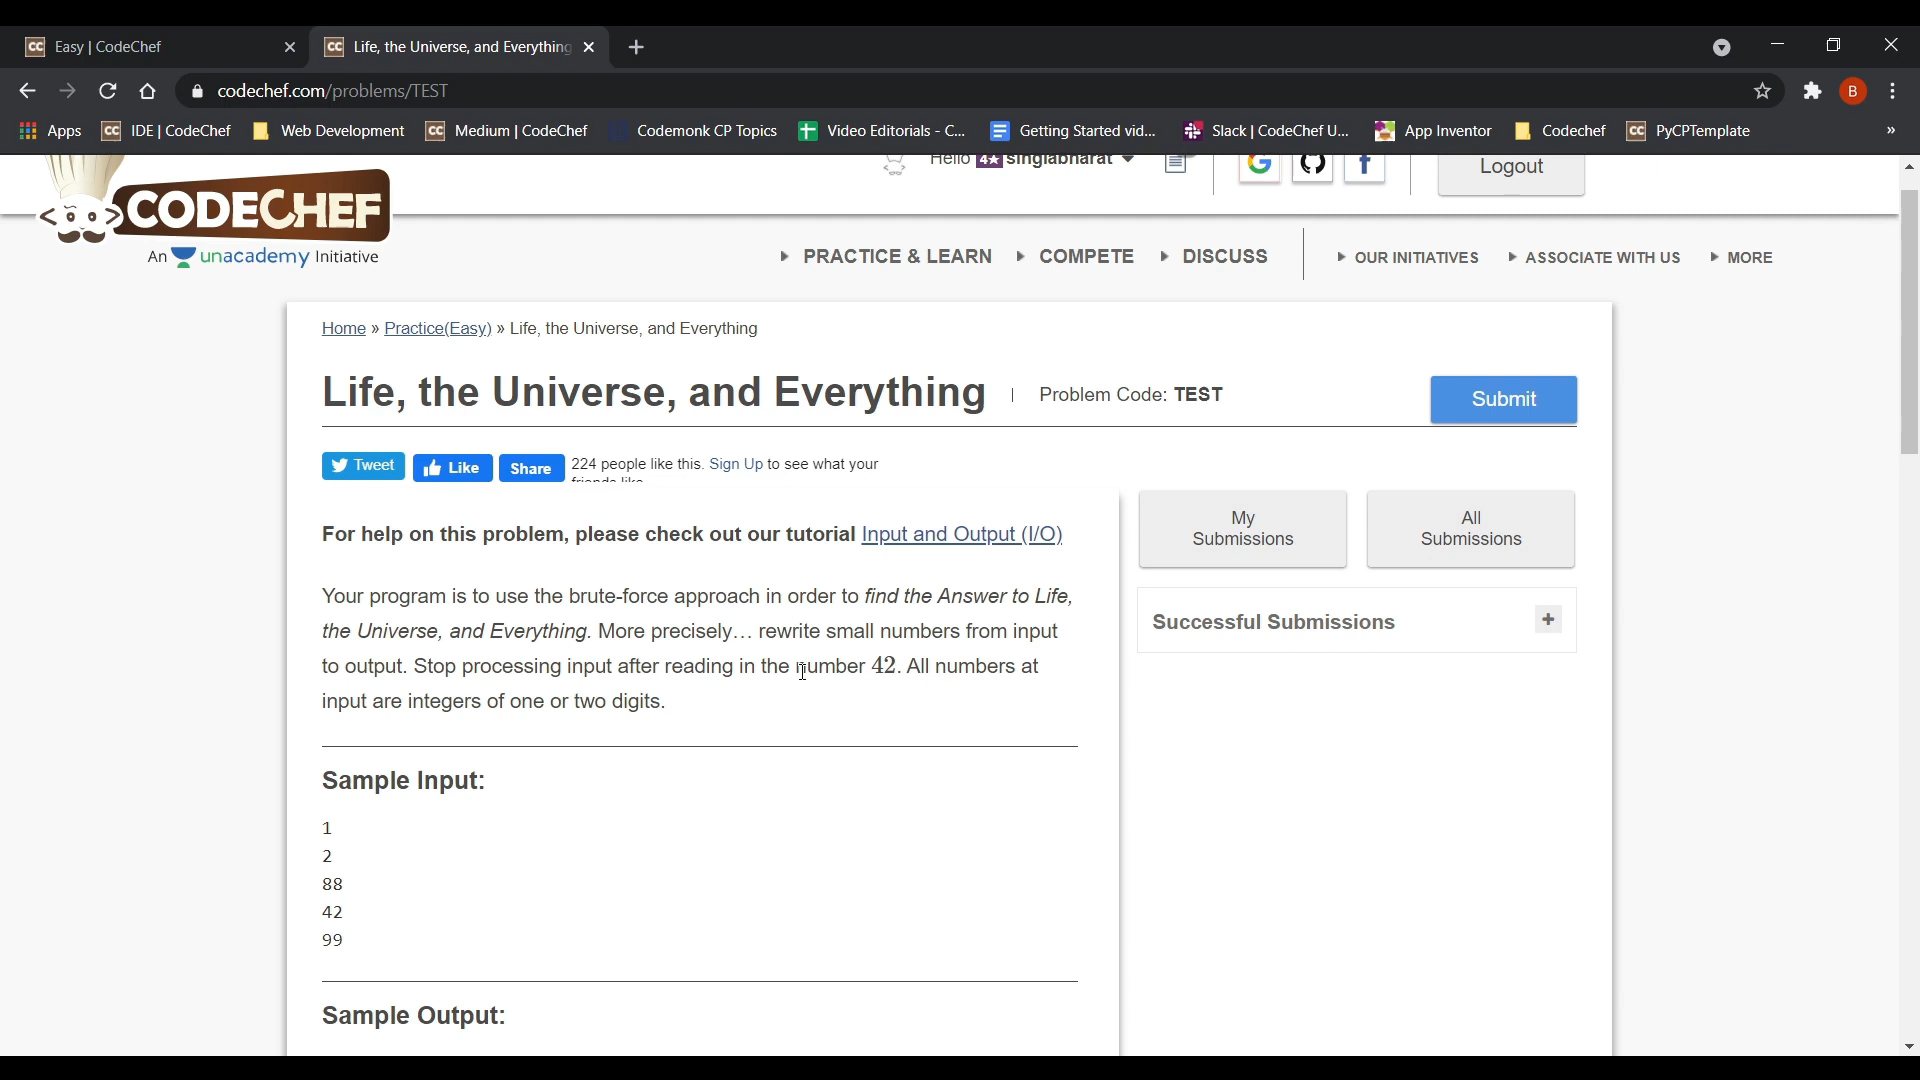 Easy | CodeChef
Life, the Universe, and Everything
codechef.com/problems/TEST
B
Apps
IDE | CodeChef
Web Development
Medium | CodeChef
Codemonk CP Topics
Video Editorials - C...
Getting Started vid...
Slack | CodeChef U...
App Inventor
Codechef
PyCPTemplate
»
Hello 4★ singlabharat
Logout
CODECHEF
An unacademy Initiative
PRACTICE & LEARN
COMPETE
DISCUSS
OUR INITIATIVES
ASSOCIATE WITH US
MORE
Home » Practice(Easy) » Life, the Universe, and Everything
Life, the Universe, and Everything
Problem Code: TEST
Submit
Tweet
Like
Share
224 people like this. Sign Up to see what your
friends like.
For help on this problem, please check out our tutorial Input and Output (I/O)
My
Submissions
All
Submissions
Your program is to use the brute-force approach in order to find the Answer to Life,
the Universe, and Everything. More precisely... rewrite small numbers from input
to output. Stop processing input after reading in the number 42. All numbers at
input are integers of one or two digits.
Successful Submissions
+
Sample Input:
1
2
88
42
99
Sample Output: